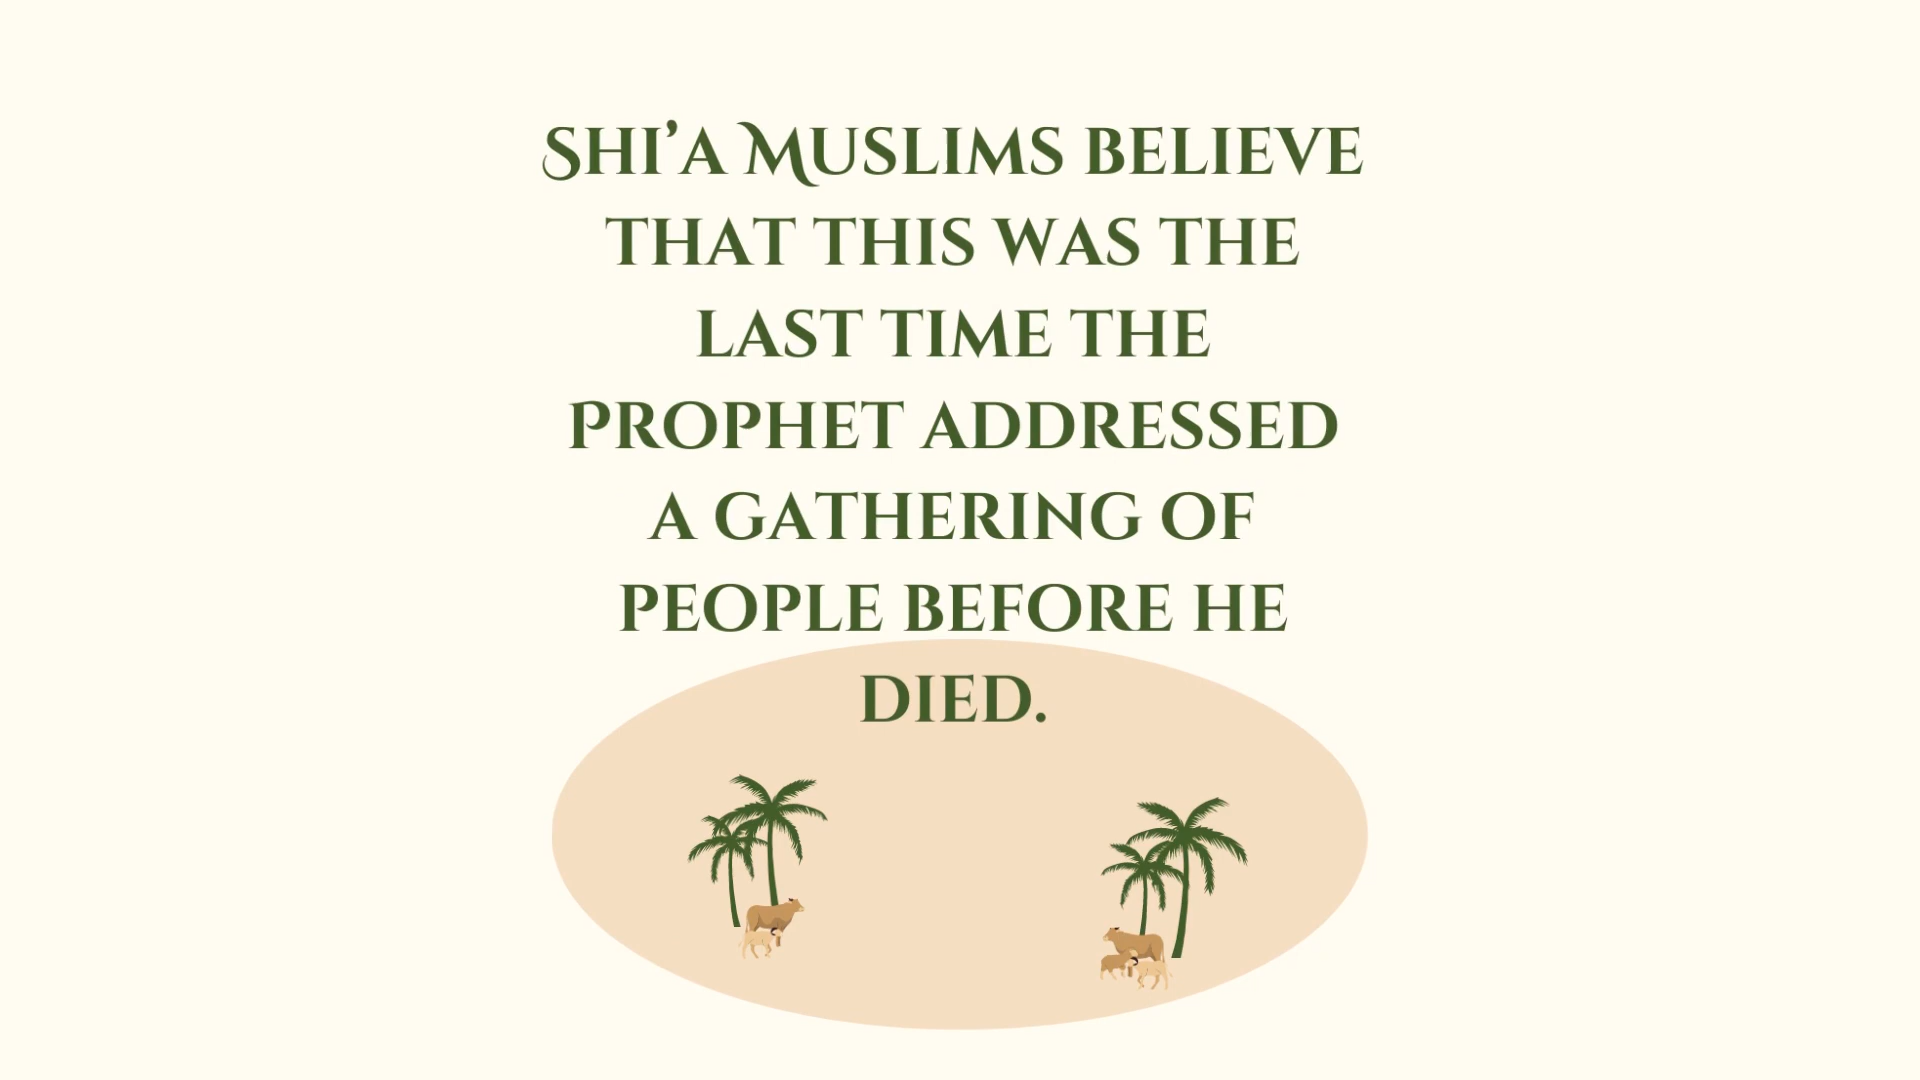 Shi’a Muslims believe
that this was the
last time the
Prophet addressed
a gathering of
people before he
died.